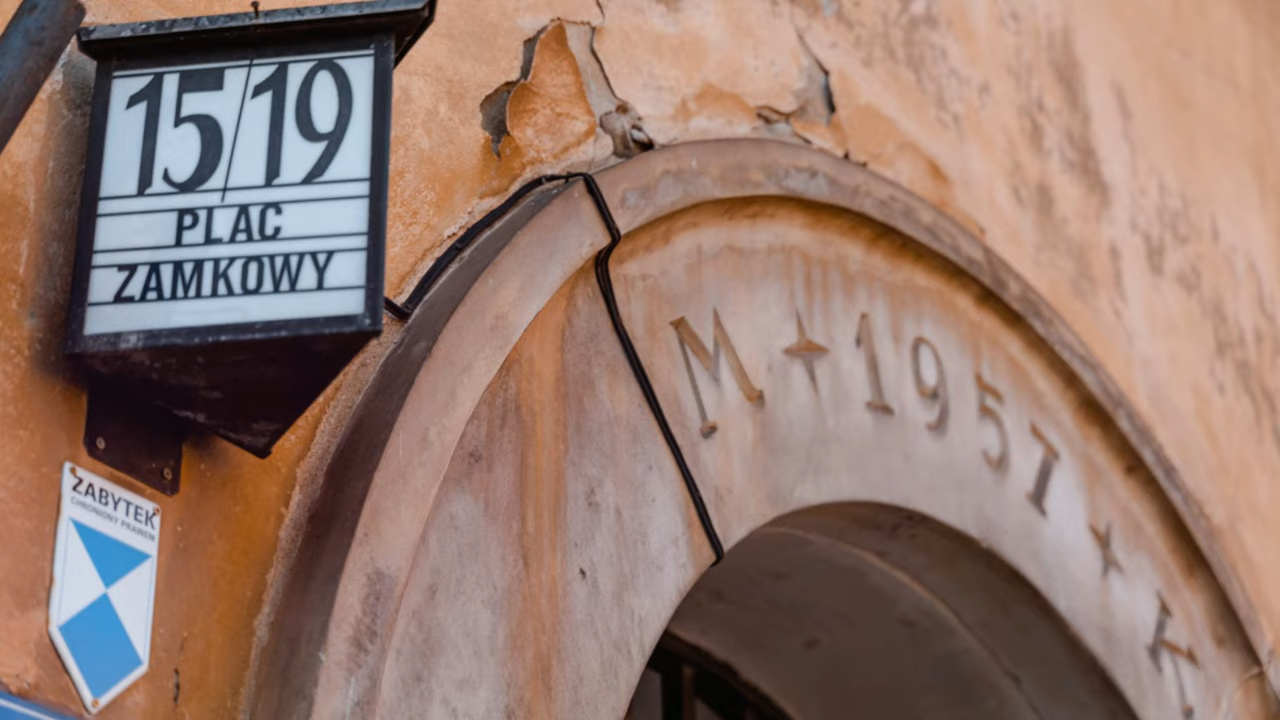 15/19
PLAC
ZAMKOWY
ZABYTEK
CHRONIONY PRAWEM
M ✦ 1957 ✦ K